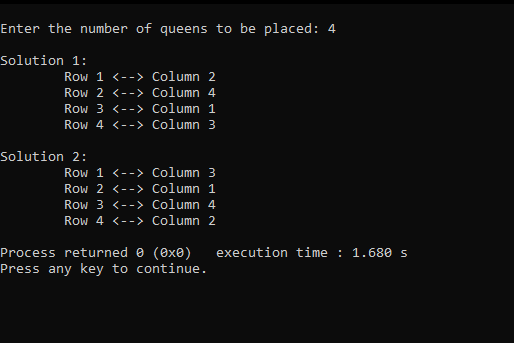 Enter the number of queens to be placed: 4
Solution 1:
Row 1 <--> Column 2
Row 2 <--> Column 4
Row 3 <--> Column 1
Row 4 <--> Column 3
Solution 2:
Row 1 <--> Column 3
Row 2 <--> Column 1
Row 3 <--> Column 4
Row 4 <--> Column 2
Process returned 0 (0x0)   execution time : 1.680 s
Press any key to continue.